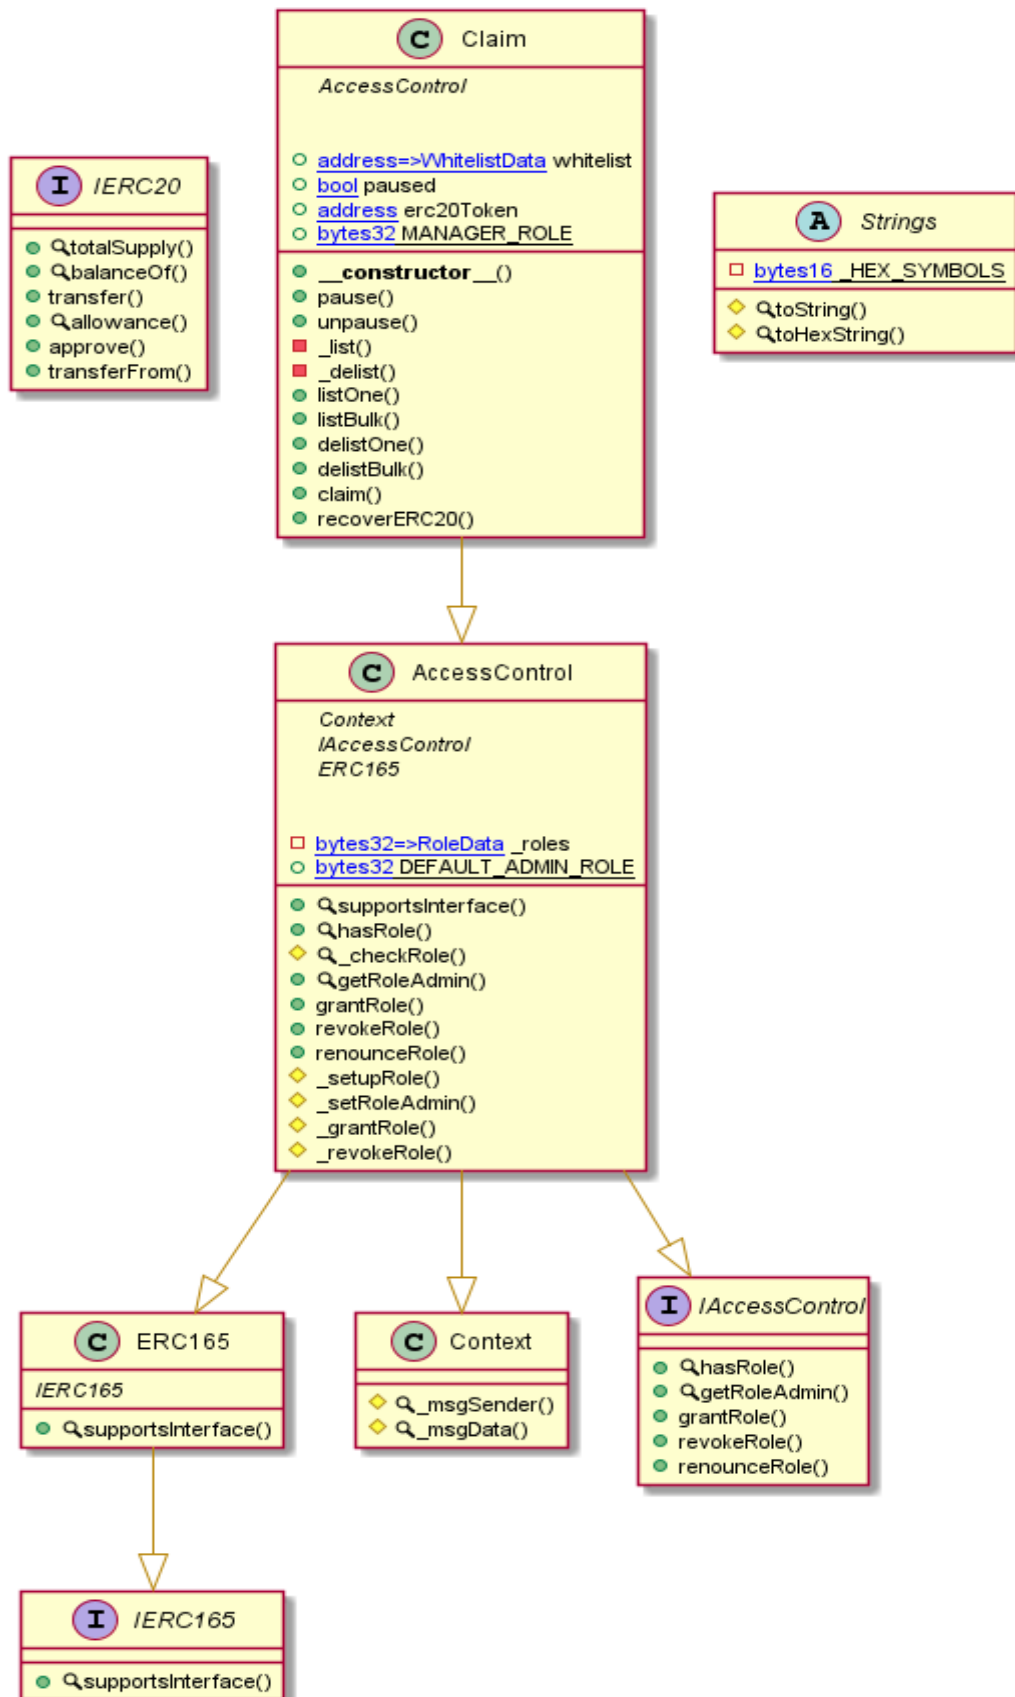 C Claim
AccessControl
address=>WhitelistData whitelist
bool paused
address erc20Token
bytes32 MANAGER_ROLE
__constructor__()
pause()
unpause()
_list()
_delist()
listOne()
listBulk()
delistOne()
delistBulk()
claim()
recoverERC20()
I IERC20
totalSupply()
balanceOf()
transfer()
allowance()
approve()
transferFrom()
A Strings
bytes16 _HEX_SYMBOLS
toString()
toHexString()
C AccessControl
Context
IAccessControl
ERC165
bytes32=>RoleData _roles
bytes32 DEFAULT_ADMIN_ROLE
supportsInterface()
hasRole()
_checkRole()
getRoleAdmin()
grantRole()
revokeRole()
renounceRole()
_setupRole()
_setRoleAdmin()
_grantRole()
_revokeRole()
C ERC165
IERC165
supportsInterface()
C Context
_msgSender()
_msgData()
I IAccessControl
hasRole()
getRoleAdmin()
grantRole()
revokeRole()
renounceRole()
I IERC165
supportsInterface()